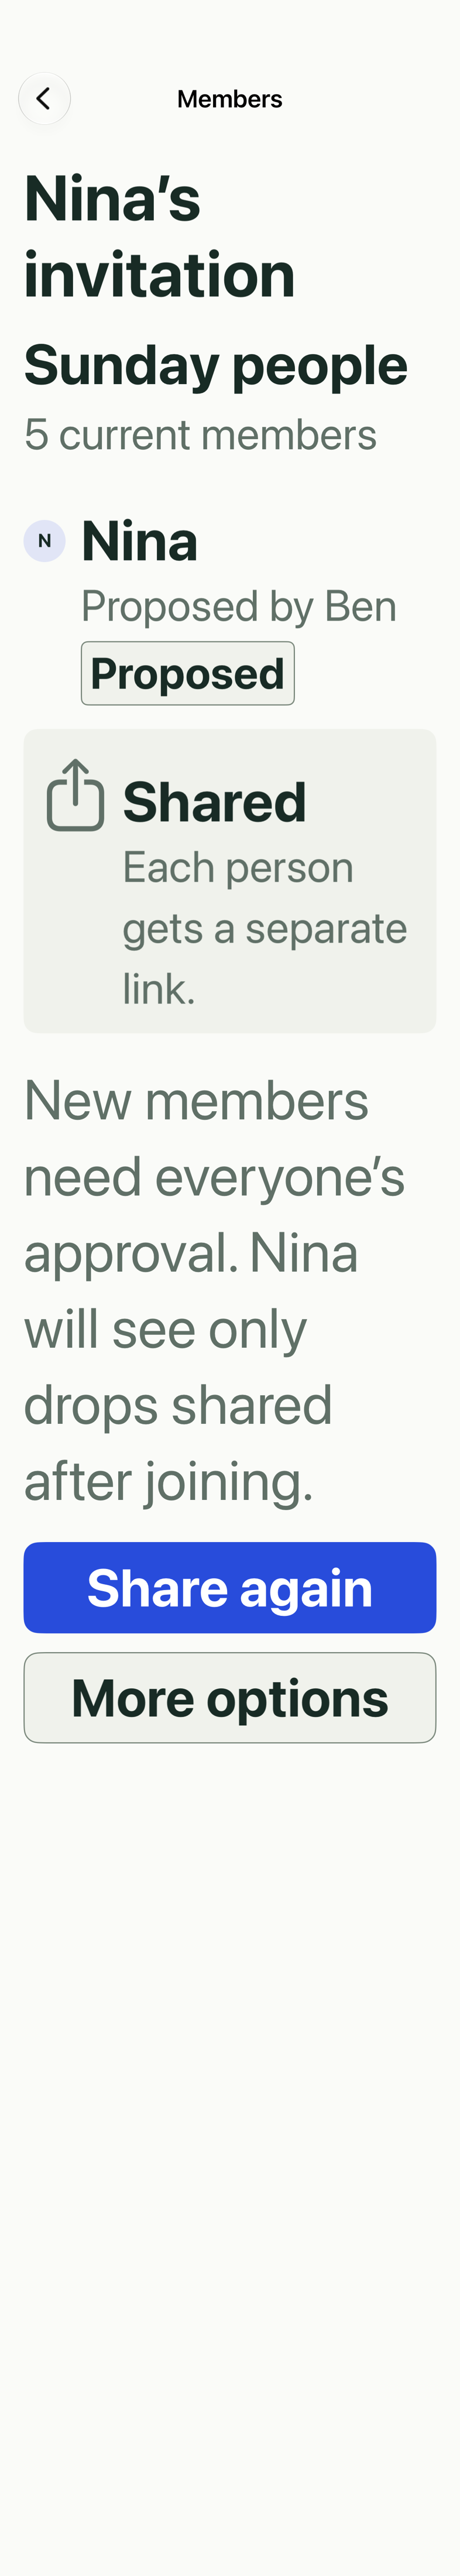 Members
Nina’s
invitation
Sunday people
5 current members
N
Nina
Proposed by Ben
Proposed
Shared
Each person
gets a separate
link.
New members
need everyone’s
approval. Nina
will see only
drops shared
after joining.
Share again
More options